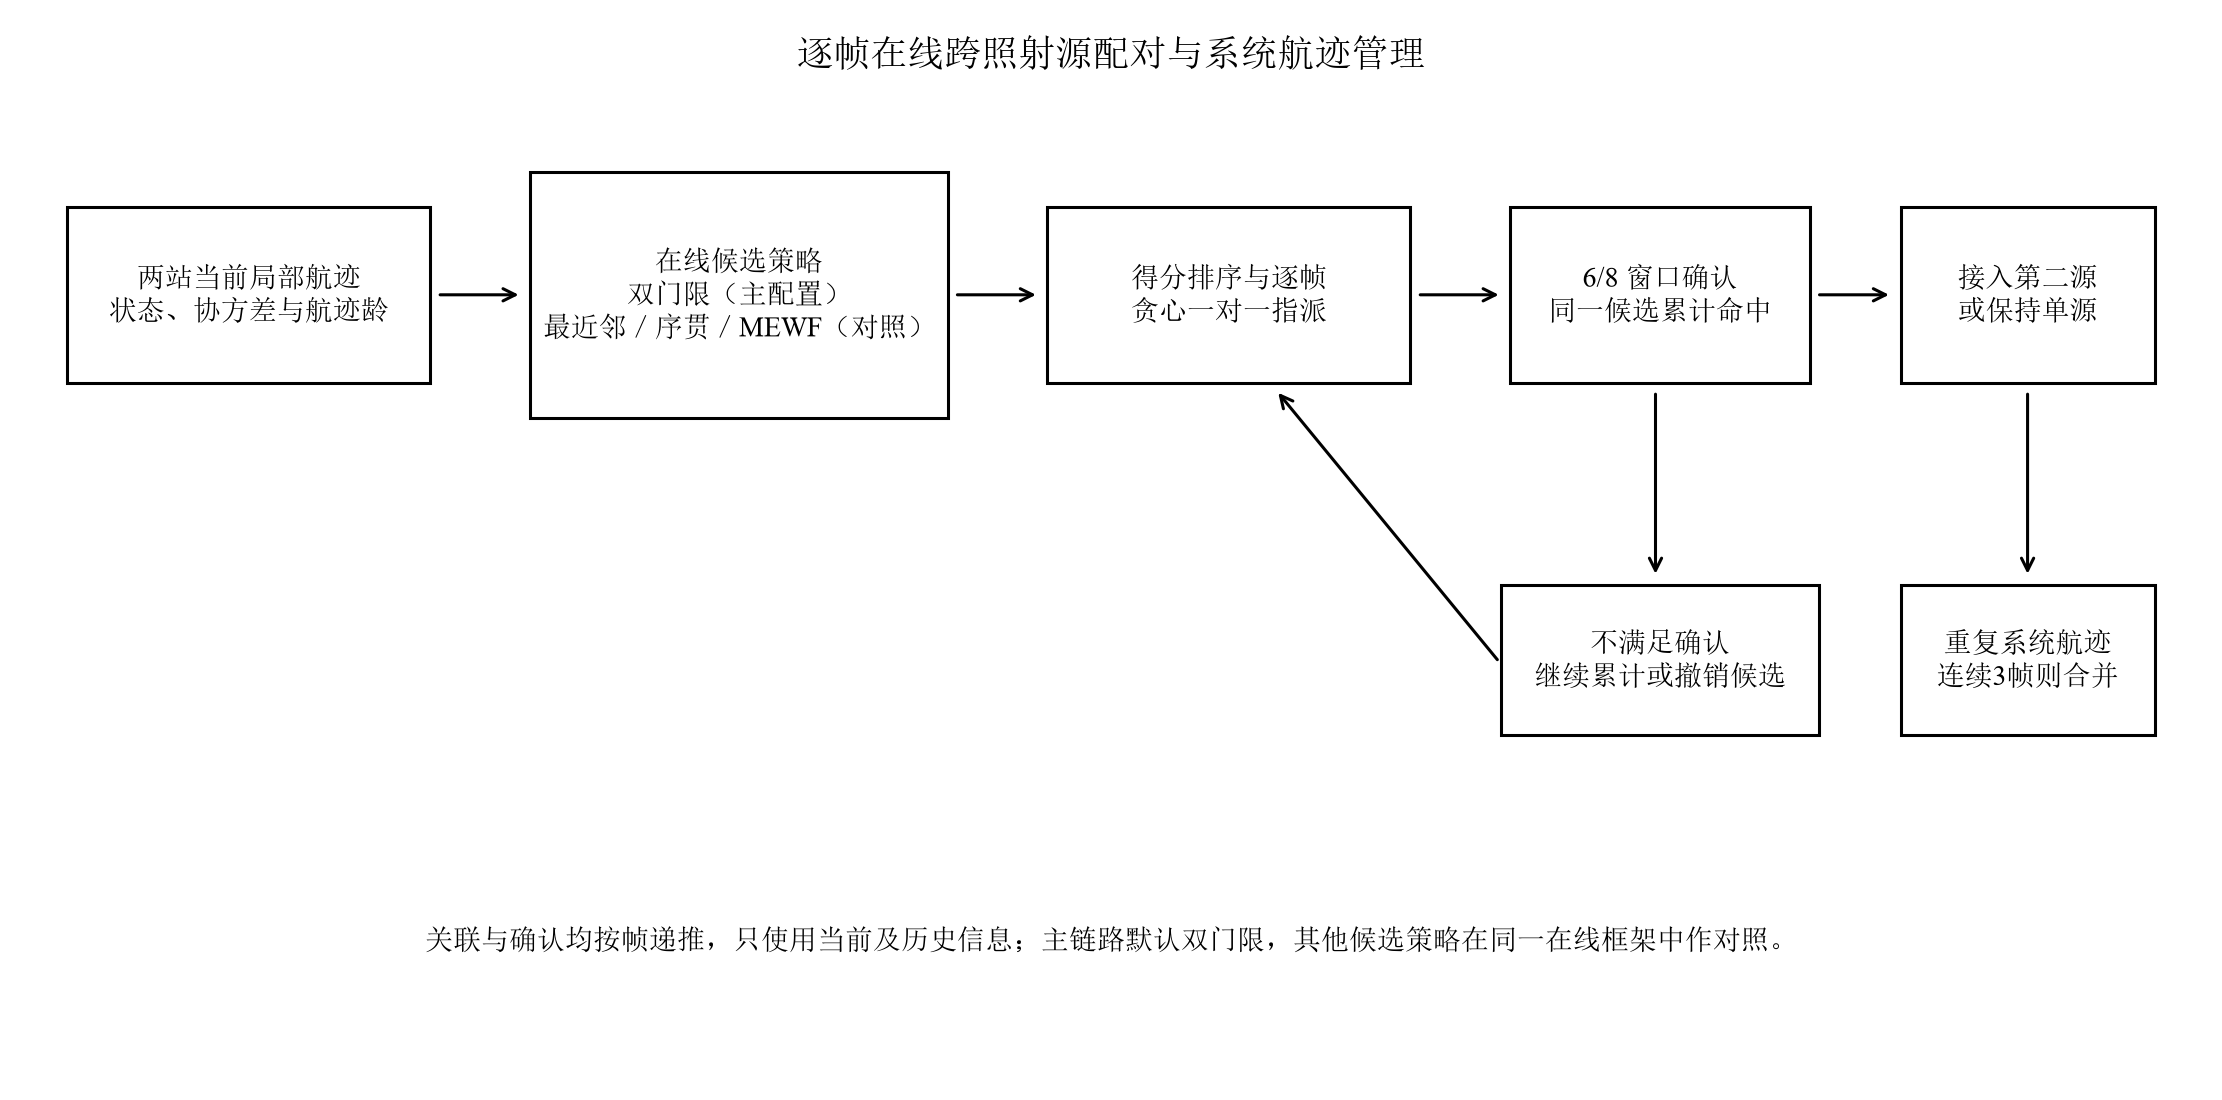 逐帧在线跨照射源配对与系统航迹管理
两站当前局部航迹
状态、协方差与航迹龄
在线候选策略
双门限（主配置）
最近邻 / 序贯 / MEWF（对照）
得分排序与逐帧
贪心一对一指派
6/8 窗口确认
同一候选累计命中
接入第二源
或保持单源
不满足确认
继续累计或撤销候选
重复系统航迹
连续3帧则合并
关联与确认均按帧递推，只使用当前及历史信息；主链路默认双门限，其他候选策略在同一在线框架中作对照。